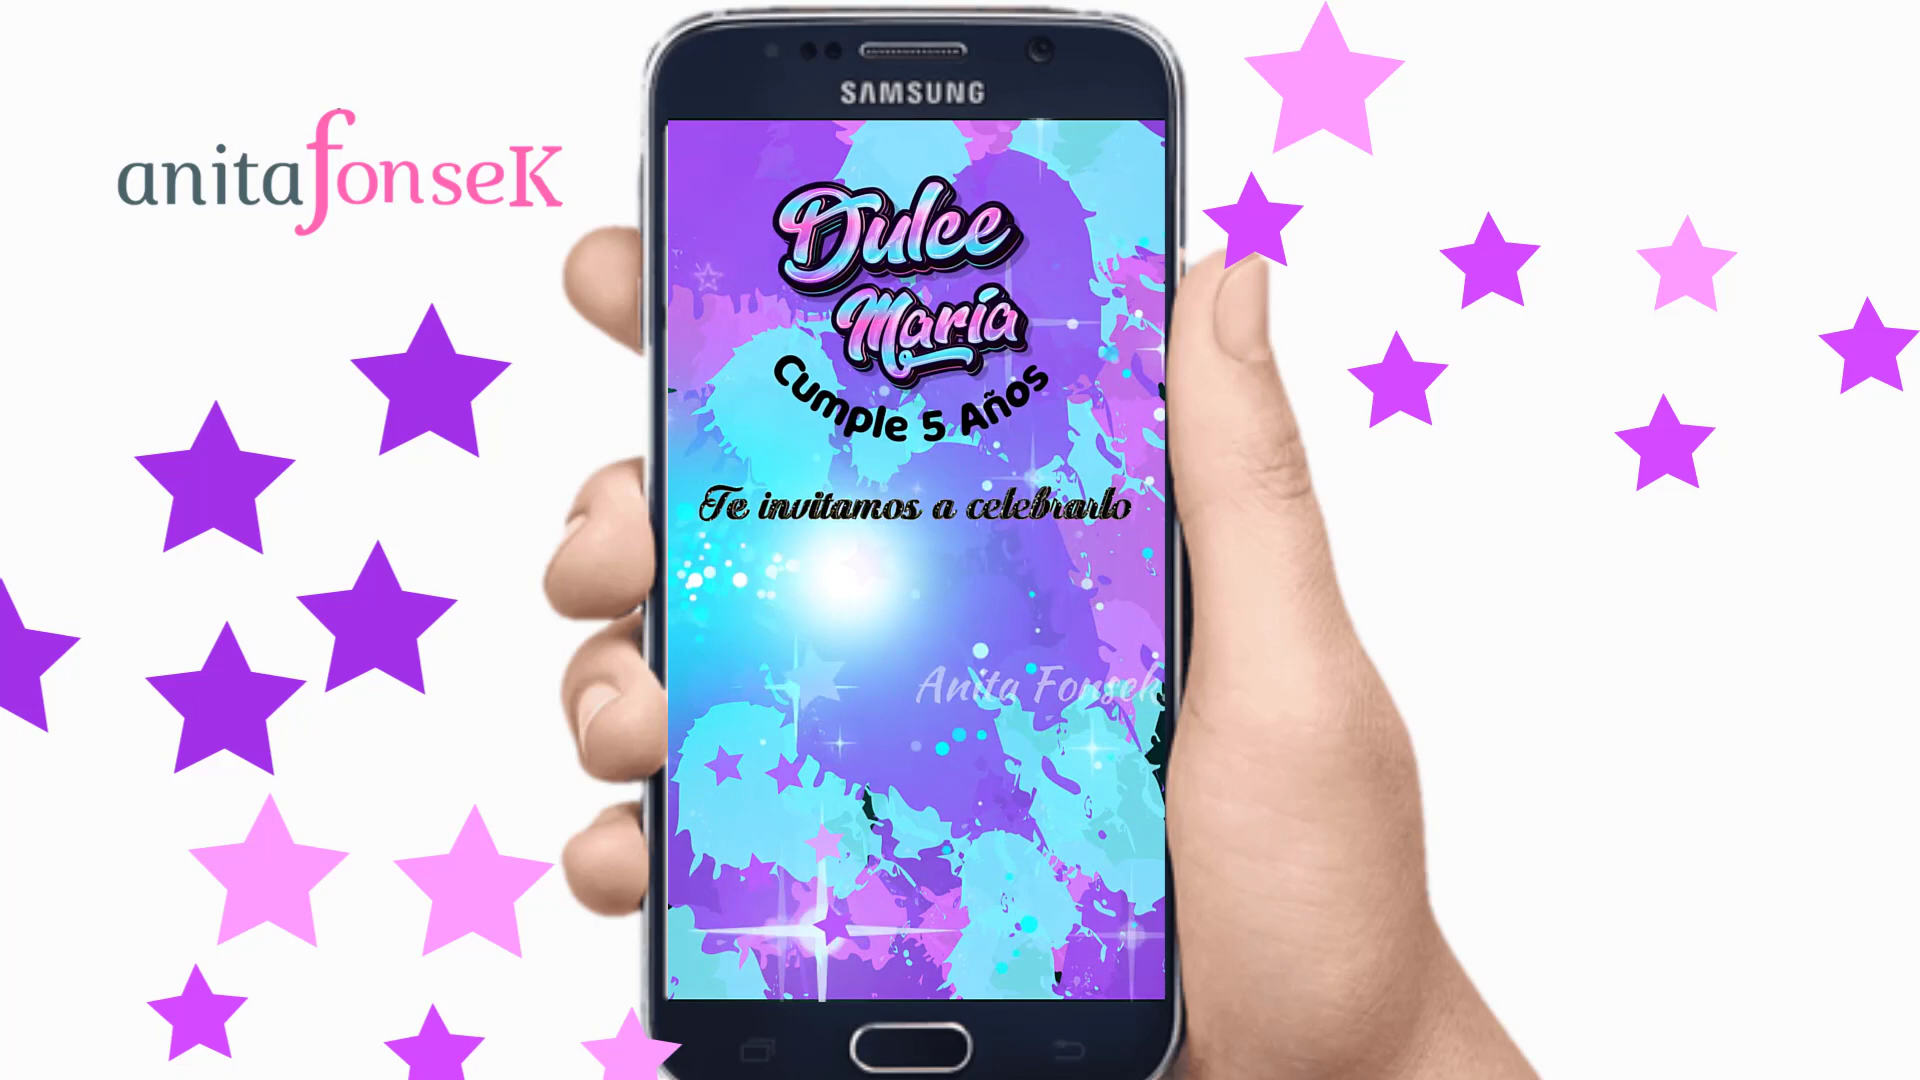 anitafonseK
SAMSUNG
Dulce
María
Cumple 5 Años
Te invitamos a celebrarlo
Anita Fonsek